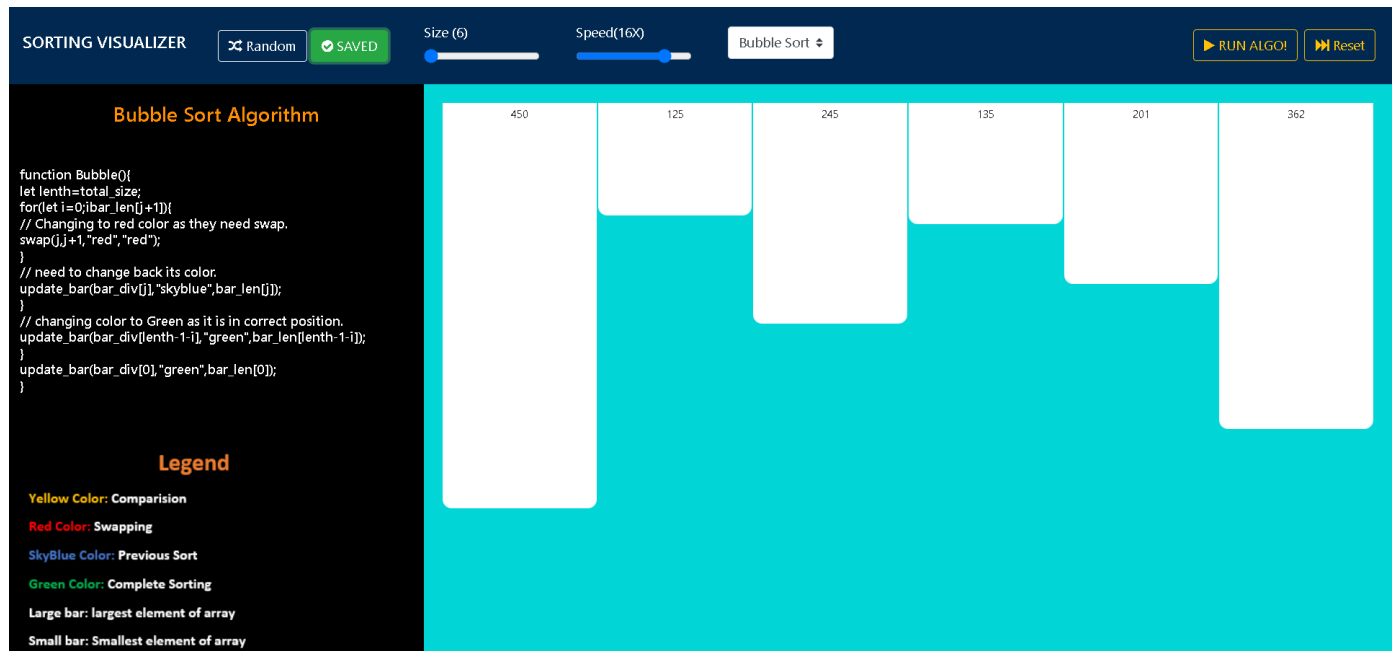 SORTING VISUALIZER
Random
SAVED
Size (6)
Speed(16X)
Bubble Sort
RUN ALGO!
Reset
Bubble Sort Algorithm
function Bubble(){
let lenth=total_size;
for(let i=0;ibar_len[j+1]){
// Changing to red color as they need swap.
swap(j,j+1,"red","red");
}
// need to change back its color.
update_bar(bar_div[j],"skyblue",bar_len[j]);
}
// changing color to Green as it is in correct position.
update_bar(bar_div[lenth-1-i],"green",bar_len[lenth-1-i]);
}
update_bar(bar_div[0],"green",bar_len[0]);
}
Legend
Yellow Color: Comparision
Red Color: Swapping
SkyBlue Color: Previous Sort
Green Color: Complete Sorting
Large bar: largest element of array
Small bar: Smallest element of array
450 125 245 135 201 362